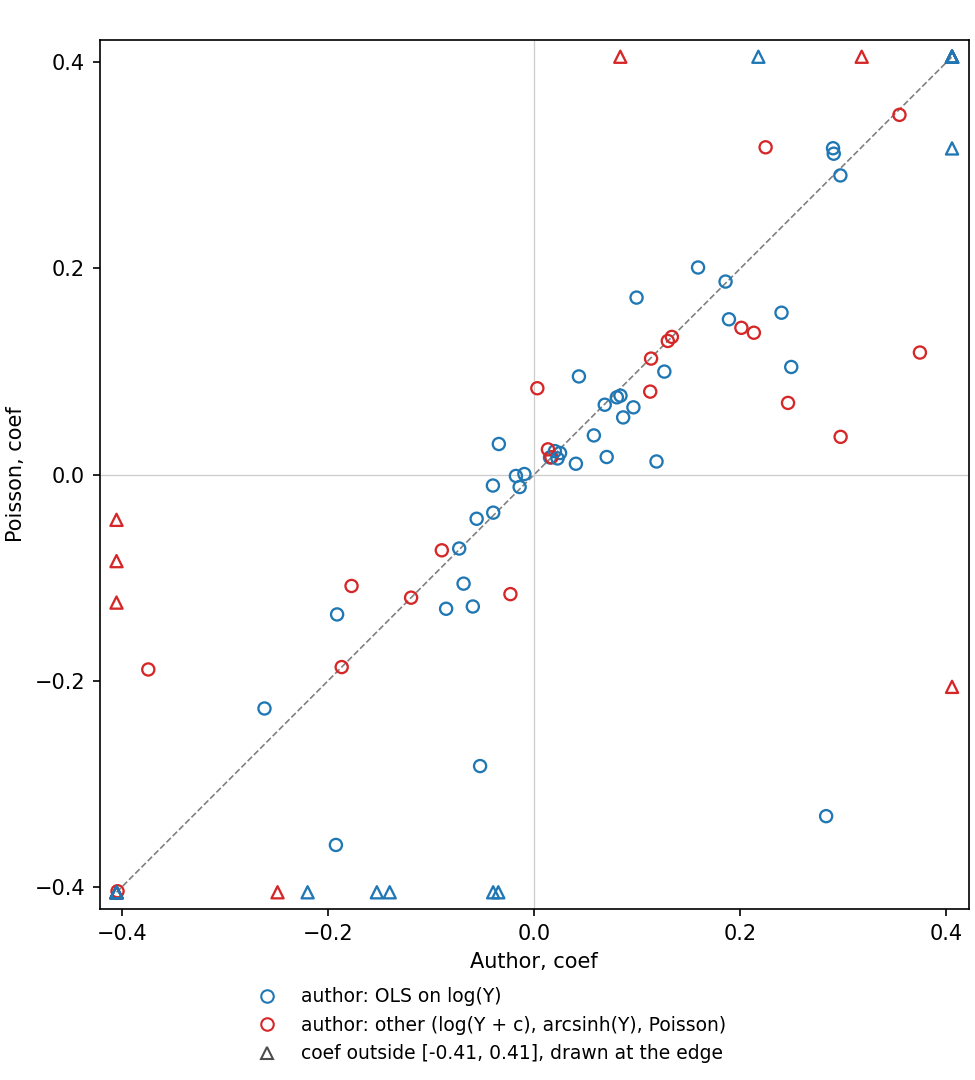 0.4
0.2
0.0
−0.2
−0.4
Poisson, coef
−0.4
−0.2
0.0
0.2
0.4
Author, coef
author: OLS on log(Y)
author: other (log(Y + c), arcsinh(Y), Poisson)
coef outside [-0.41, 0.41], drawn at the edge